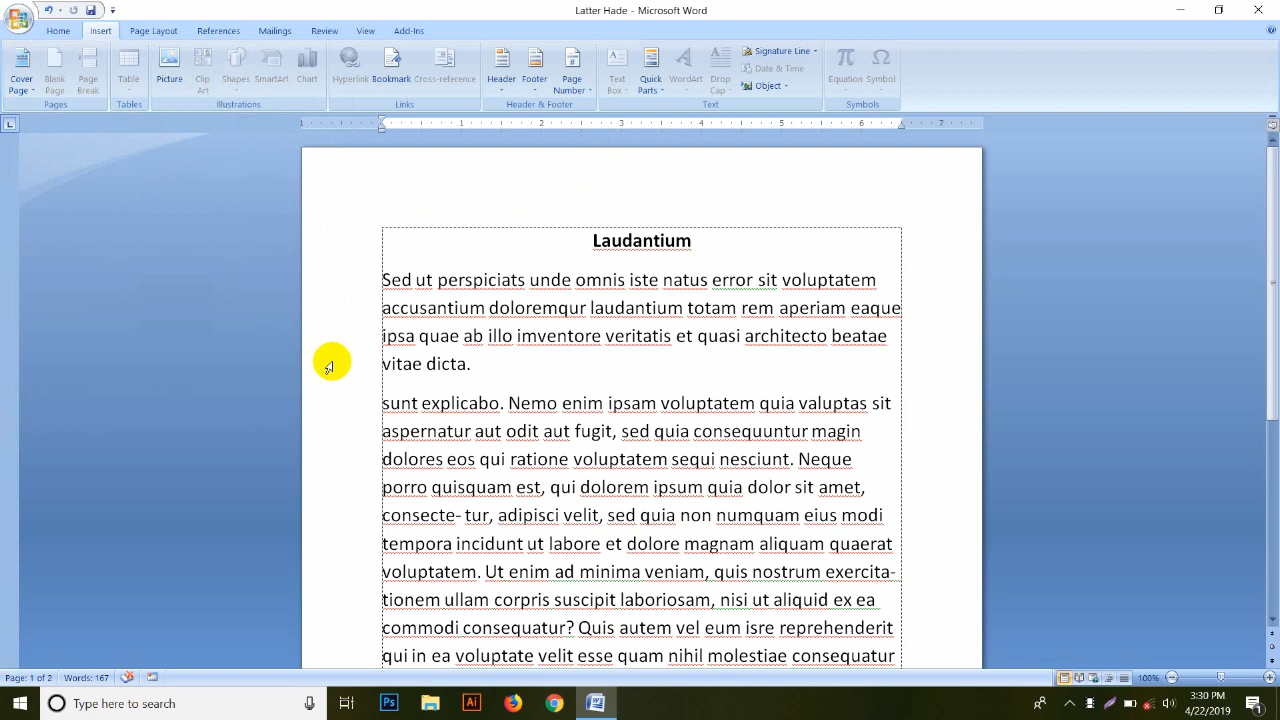 Latter Hade - Microsoft Word
Home Insert Page Layout References Mailings Review View Add-Ins
Cover Page Blank Page Page Break Table Picture Clip Art Shapes SmartArt Chart Hyperlink Bookmark Cross-reference Header Footer Page Number Text Box Quick Parts WordArt Drop Cap Signature Line Date & Time Object Equation Symbol
Pages Tables Illustrations Links Header & Footer Text Symbols
1 1 2 3 4 5 6 7
Laudantium
Sed ut perspiciats unde omnis iste natus error sit voluptatem
accusantium doloremqur laudantium totam rem aperiam eaque
ipsa quae ab illo imventore veritatis et quasi architecto beatae
vitae dicta.
sunt explicabo. Nemo enim ipsam voluptatem quia valuptas sit
aspernatur aut odit aut fugit, sed quia consequuntur magin
dolores eos qui ratione voluptatem sequi nesciunt. Neque
porro quisquam est, qui dolorem ipsum quia dolor sit amet,
consecte- tur, adipisci velit, sed quia non numquam eius modi
tempora incidunt ut labore et dolore magnam aliquam quaerat
voluptatem. Ut enim ad minima veniam, quis nostrum exercita-
tionem ullam corpris suscipit laboriosam, nisi ut aliquid ex ea
commodi consequatur? Quis autem vel eum isre reprehenderit
qui in ea voluptate velit esse quam nihil molestiae consequatur
Page: 1 of 2 Words: 167 100%
Type here to search Ps Ai 3:30 PM
4/22/2019